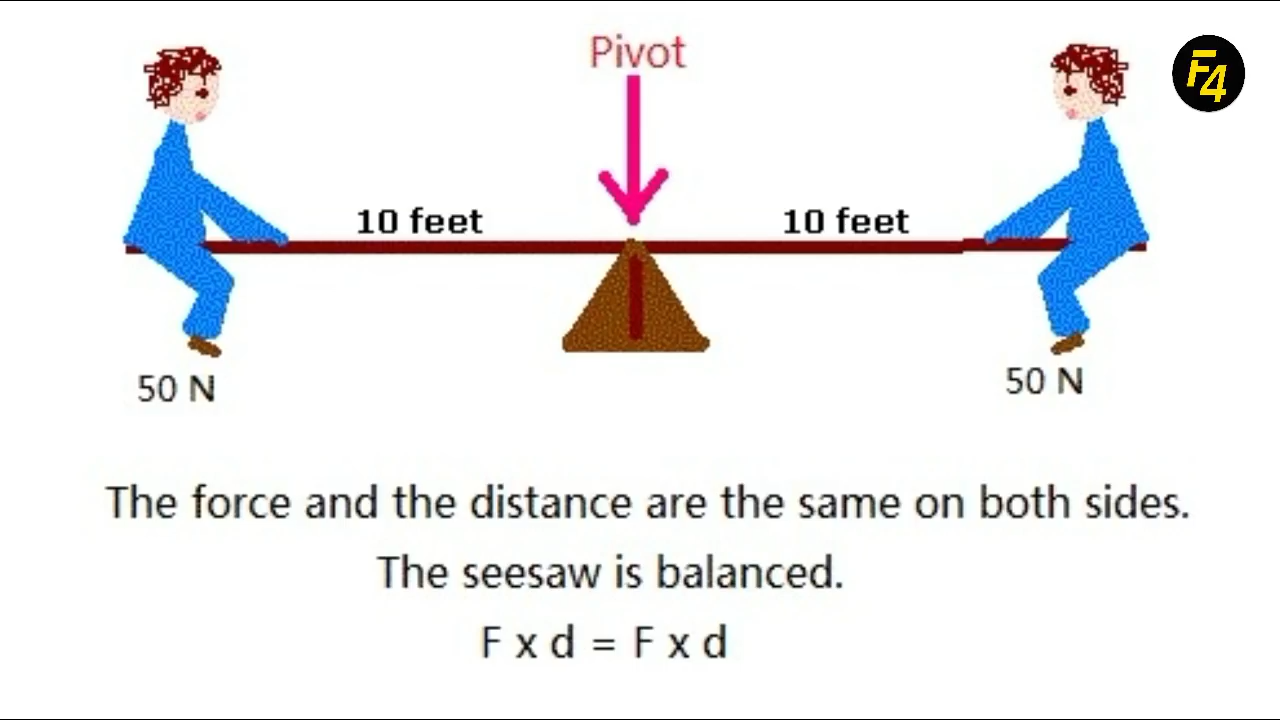 Pivot
F4
10 feet
10 feet
50 N
50 N
The force and the distance are the same on both sides.
The seesaw is balanced.
F x d = F x d